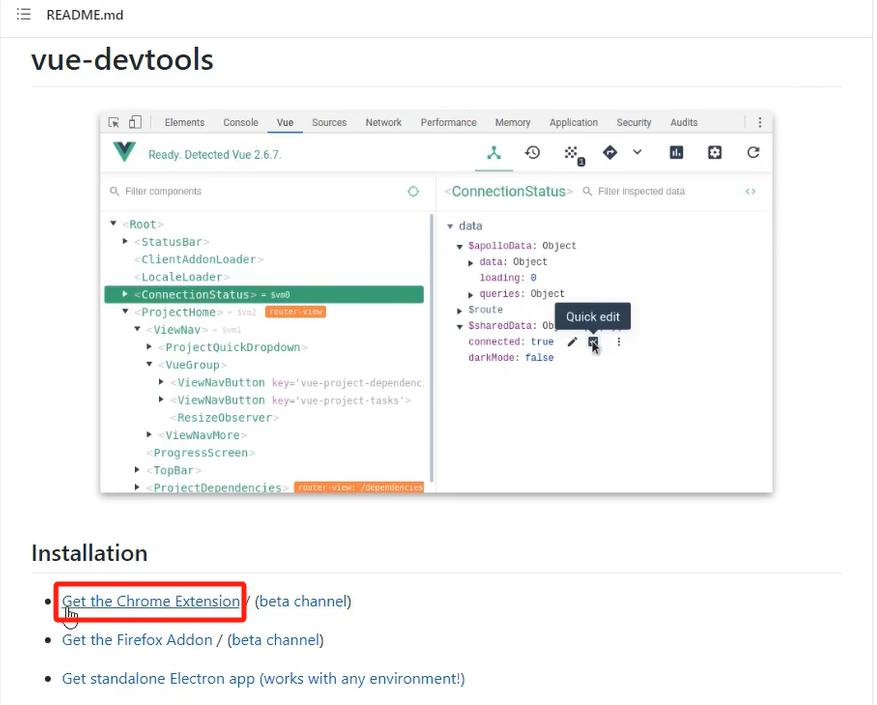 README.md
vue-devtools
Elements Console Vue Sources Network Performance Memory Application Security Audits
Ready. Detected Vue 2.6.7.
1
Filter components
<ConnectionStatus> Filter inspected data <>
<Root>
<StatusBar>
<ClientAddonLoader>
<LocaleLoader>
<ConnectionStatus> = $vm0
<ProjectHome> = $vm2 router-view
<ViewNav> = $vm1
<ProjectQuickDropdown>
<VueGroup>
<ViewNavButton key='vue-project-dependenc
<ViewNavButton key='vue-project-tasks'>
<ResizeObserver>
<ViewNavMore>
<ProgressScreen>
<TopBar>
<ProjectDependencies> router-view: /dependencies
data
$apolloData: Object
data: Object
loading: 0
queries: Object
$route
$sharedData: Obj
Quick edit
connected: true
darkMode: false
Installation
Get the Chrome Extension / (beta channel)
Get the Firefox Addon / (beta channel)
Get standalone Electron app (works with any environment!)